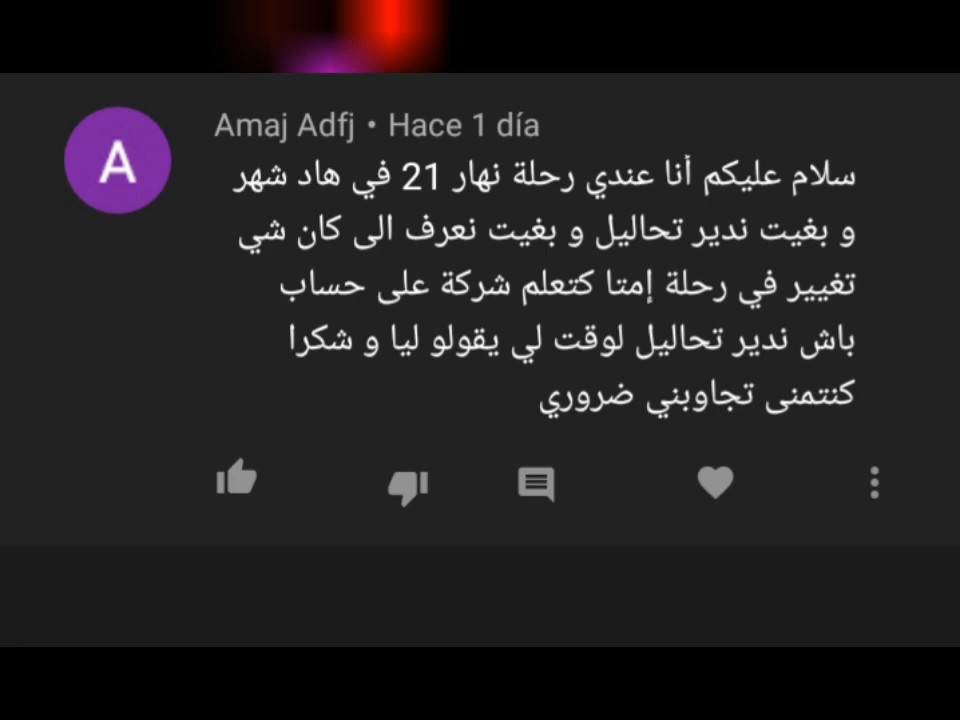 A
Amaj Adfj • Hace 1 día
سلام عليكم أنا عندي رحلة نهار 21 في هاد شهر
و بغيت ندير تحاليل و بغيت نعرف الى كان شي
تغيير في رحلة إمتا كتعلم شركة على حساب
باش ندير تحاليل لوقت لي يقولو ليا و شكرا
كنتمنى تجاوبني ضروري